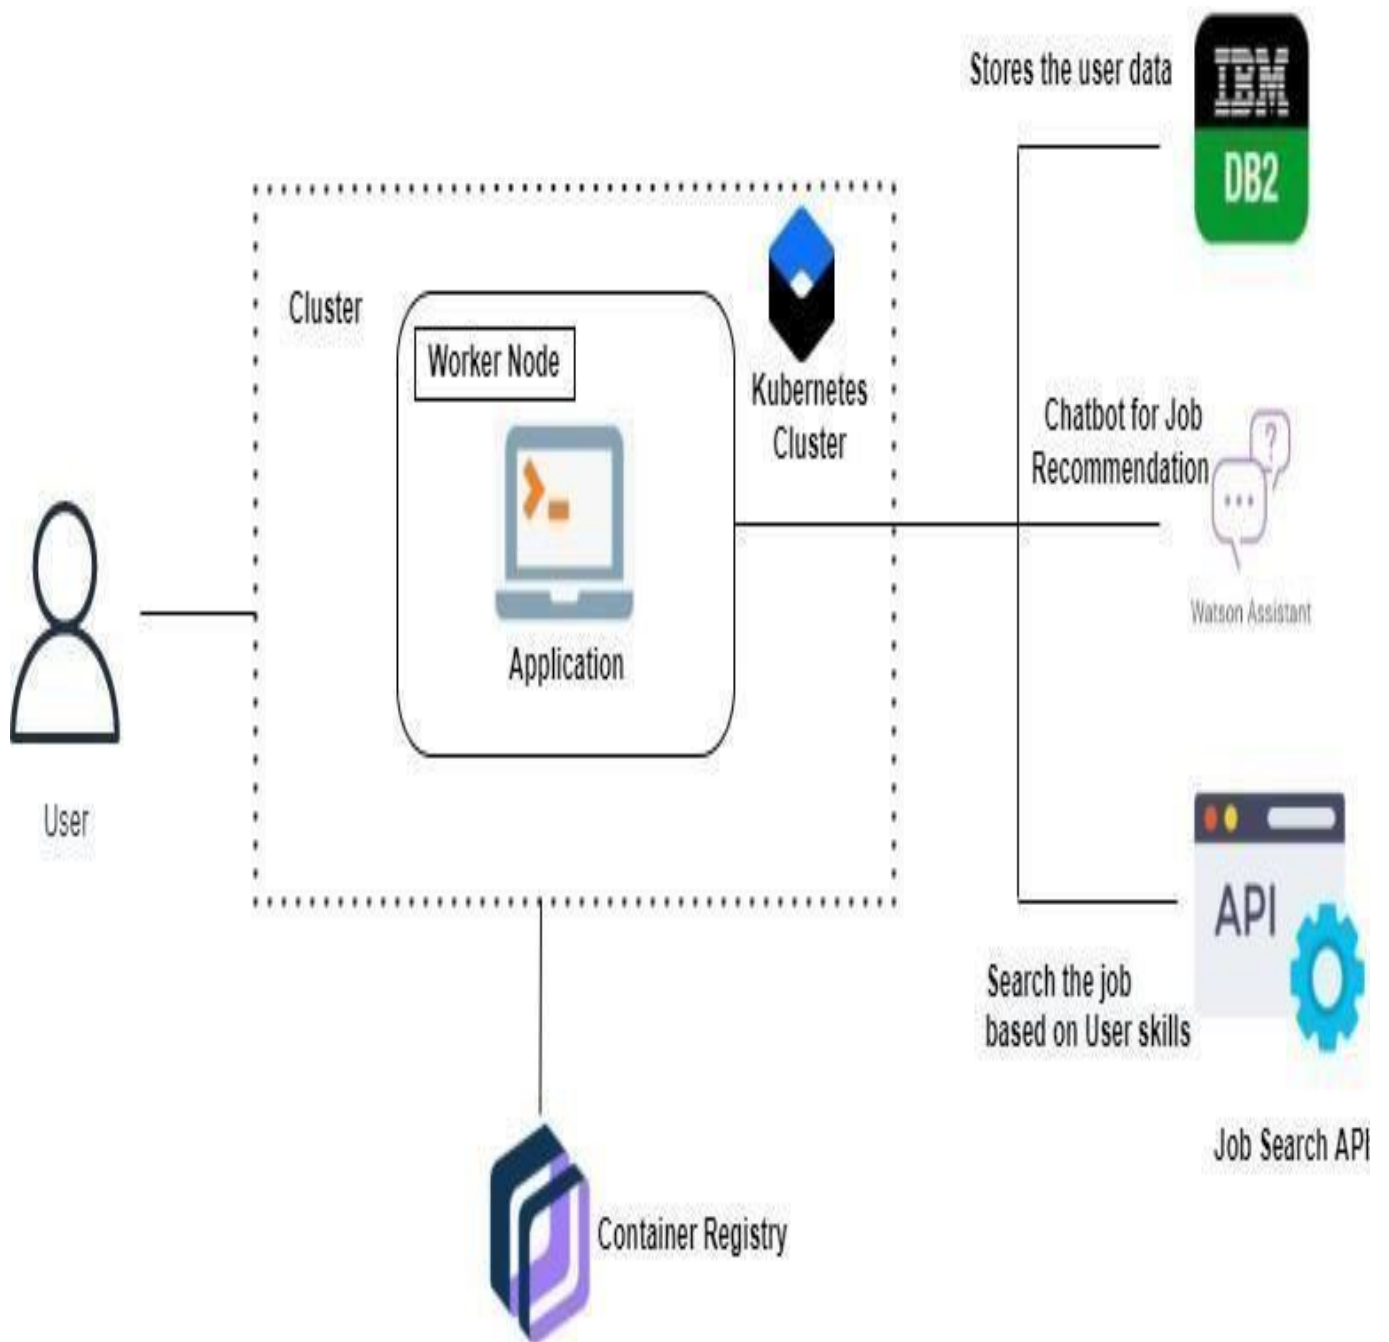 Stores the user data
IBM
DB2
Cluster
Worker Node
Kubernetes
Cluster
Chatbot for Job
Recommendation
?
Watson Assistant
Application
User
API
Search the job
based on User skills
Job Search API
Container Registry